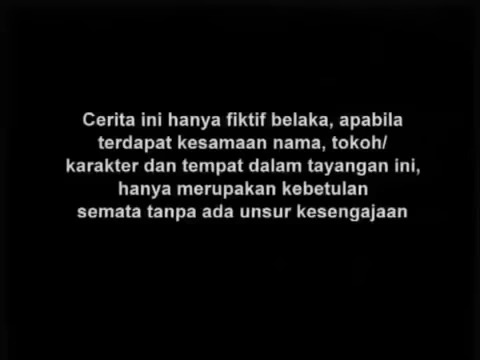 Cerita ini hanya fiktif belaka, apabila
terdapat kesamaan nama, tokoh/
karakter dan tempat dalam tayangan ini,
hanya merupakan kebetulan
semata tanpa ada unsur kesengajaan